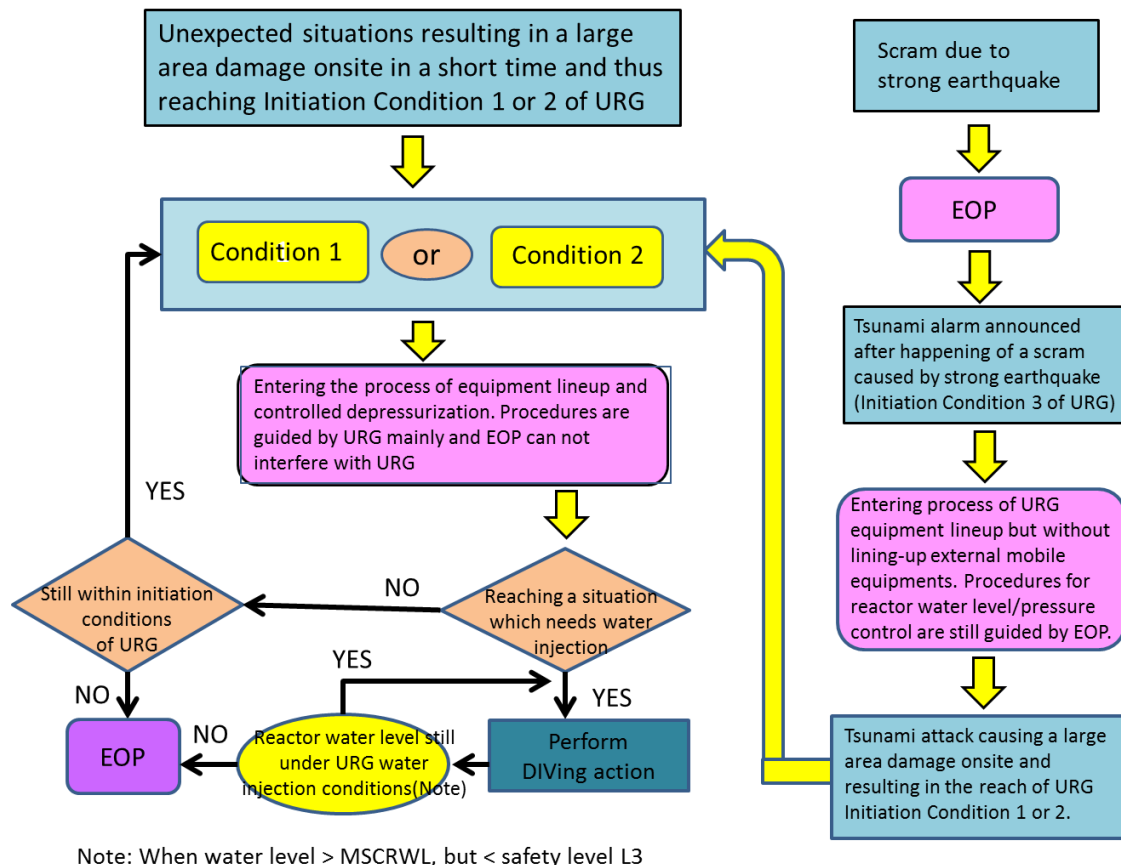 Unexpected situations resulting in a large
area damage onsite in a short time and thus
reaching Initiation Condition 1 or 2 of URG
Condition 1
or
Condition 2
Entering the process of equipment lineup and
controlled depressurization. Procedures are
guided by URG mainly and EOP can not
interfere with URG
YES
Still within initiation
conditions
of URG
NO
Reaching a situation
which needs water
injection
YES
YES
NO
EOP
NO
Reactor water level still
under URG water
injection conditions(Note)
Perform
DIVing action
Note: When water level > MSCRWL, but < safety level L3
Scram due to
strong earthquake
EOP
Tsunami alarm announced
after happening of a scram
caused by strong earthquake
(Initiation Condition 3 of URG)
Entering process of URG
equipment lineup but without
lining-up external mobile
equipments. Procedures for
reactor water level/pressure
control are still guided by EOP.
Tsunami attack causing a large
area damage onsite and
resulting in the reach of URG
Initiation Condition 1 or 2.